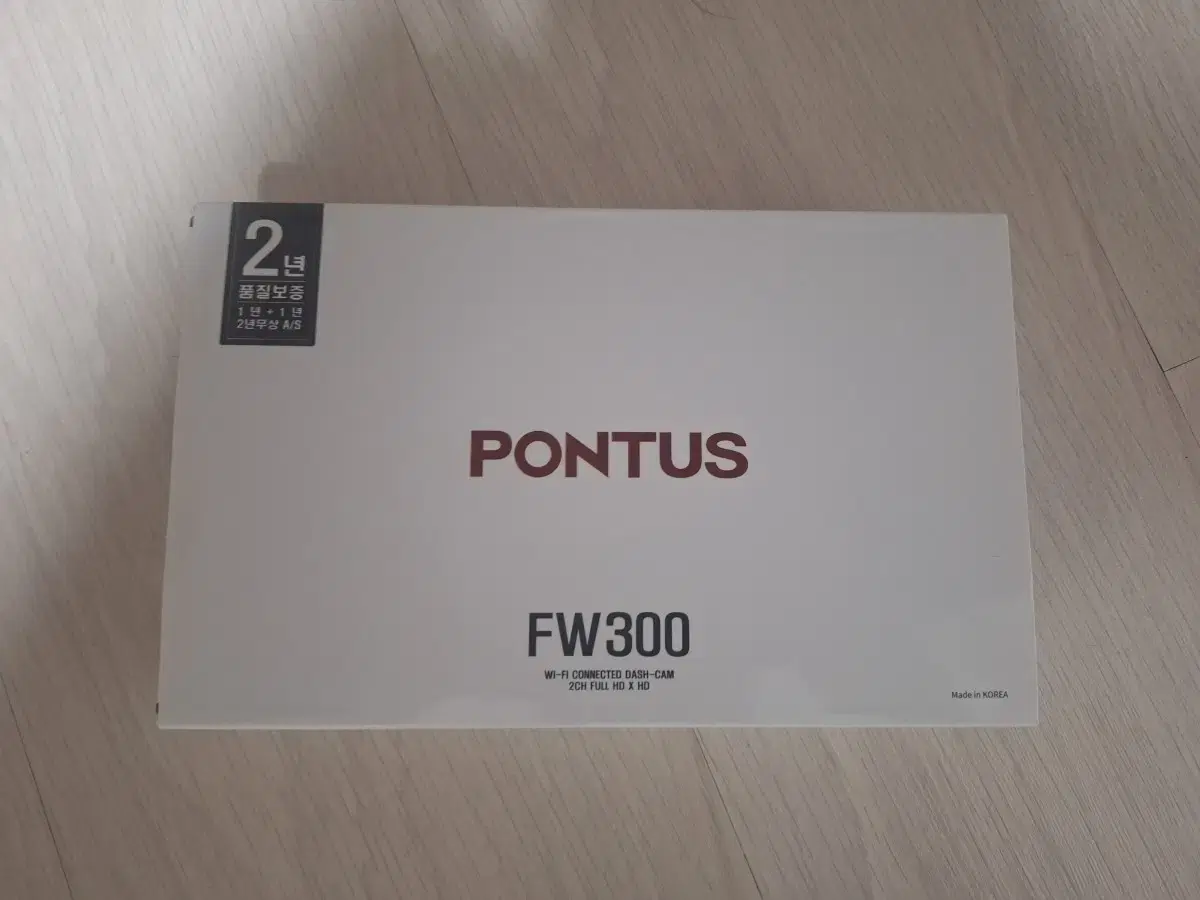 2년
품질보증
1년+1년
2년무상 A/S
PONTUS
FW300
WI-FI CONNECTED DASH-CAM
2CH FULL HD X HD
Made in KOREA